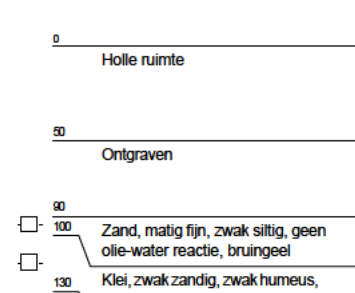 0
Holle ruimte
50
Ontgraven
90
100
Zand, matig fijn, zwak siltig, geen
olie-water reactie, bruingeel
130
Klei, zwak zandig, zwak humeus,